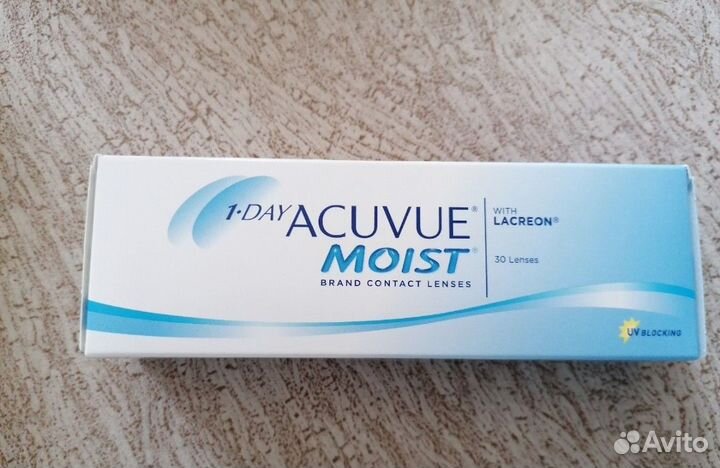 1·DAY ACUVUE®
MOIST®
BRAND CONTACT LENSES
WITH
LACREON®
30 Lenses
UV BLOCKING
Avito